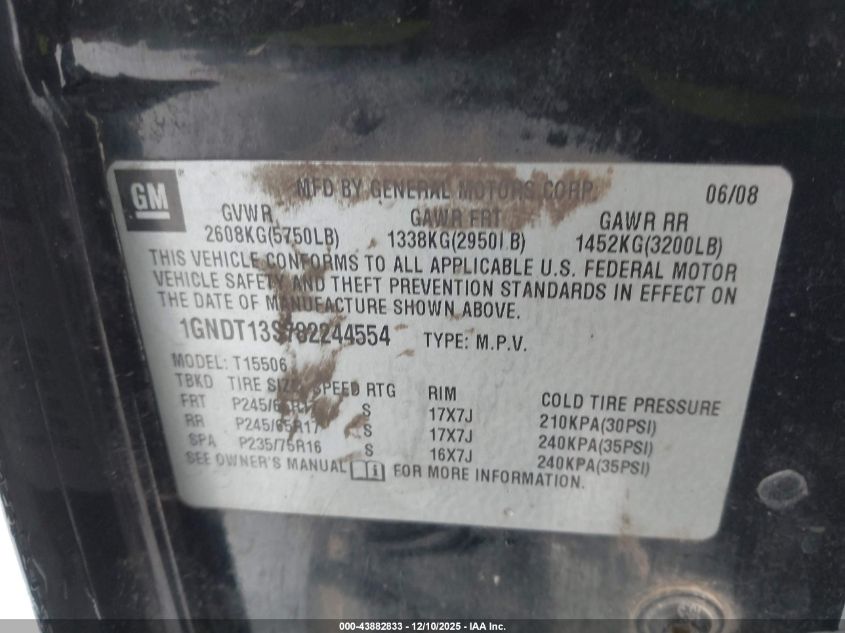 GM MFD BY GENERAL MOTORS CORP 06/08
GVWR GAWR FRT GAWR RR
2608KG(5750LB) 1338KG(2950LB) 1452KG(3200LB)
THIS VEHICLE CONFORMS TO ALL APPLICABLE U.S. FEDERAL MOTOR
VEHICLE SAFETY AND THEFT PREVENTION STANDARDS IN EFFECT ON
THE DATE OF MANUFACTURE SHOWN ABOVE.
1GNDT13S782244554 TYPE: M.P.V.
MODEL: T15506
TBKD TIRE SIZE SPEED RTG RIM COLD TIRE PRESSURE
FRT P245/65R17 S 17X7J 210KPA(30PSI)
RR P245/65R17 S 17X7J 240KPA(35PSI)
SPA P235/75R16 S 16X7J 240KPA(35PSI)
SEE OWNER'S MANUAL FOR MORE INFORMATION.
000-43882833 - 12/10/2025 - IAA Inc.